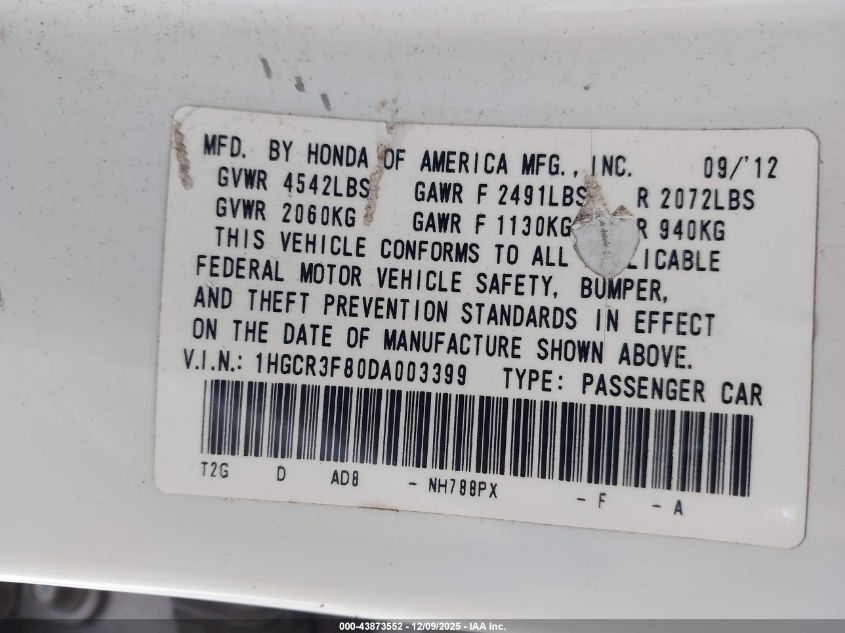 MFD. BY HONDA OF AMERICA MFG., INC. 09/'12
GVWR 4542LBS GAWR F 2491LBS R 2072LBS
GVWR 2060KG GAWR F 1130KG R 940KG
THIS VEHICLE CONFORMS TO ALL LICABLE
FEDERAL MOTOR VEHICLE SAFETY, BUMPER,
AND THEFT PREVENTION STANDARDS IN EFFECT
ON THE DATE OF MANUFACTURE SHOWN ABOVE.
V.I.N.: 1HGCR3F80DA003399 TYPE: PASSENGER CAR
T2G D AD8 - NH788PX - F - A
000-43873552 - 12/09/2025 - IAA Inc.